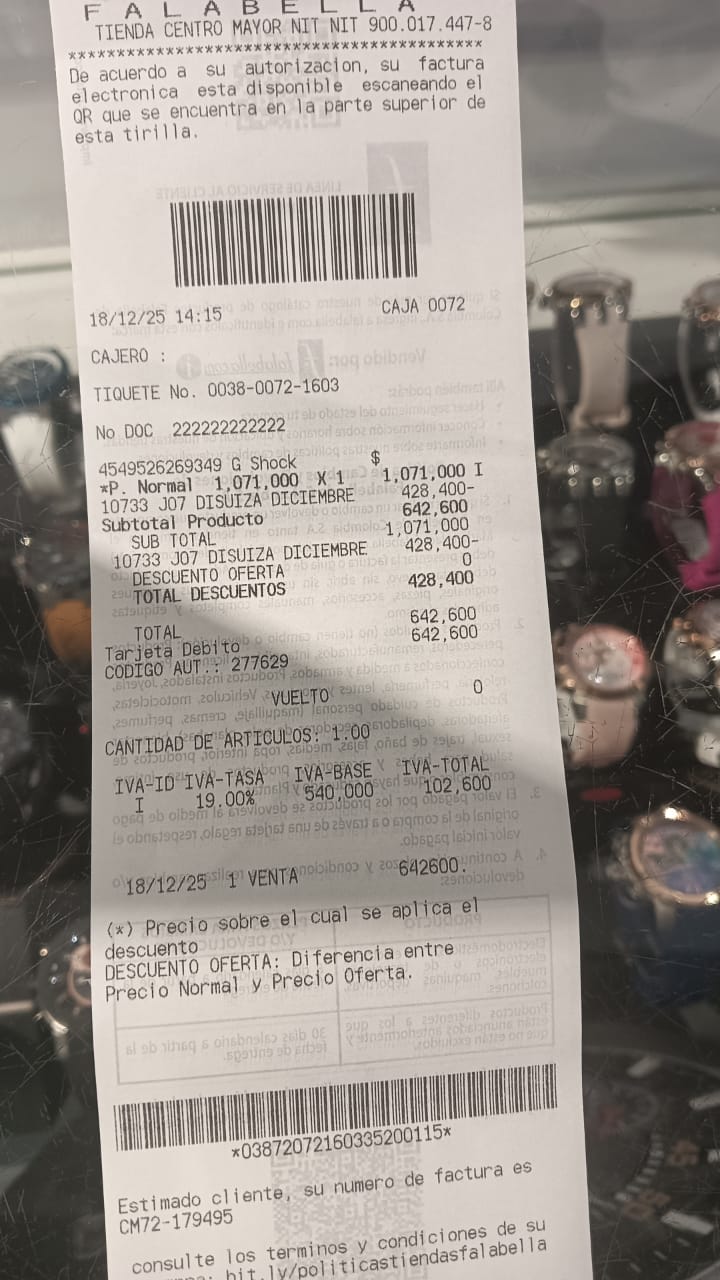 F A L A B E L L A
TIENDA CENTRO MAYOR NIT NIT 900.017.447-8
******************************************
De acuerdo a su autorizacion, su factura
electronica esta disponible escaneando el
QR que se encuentra en la parte superior de
esta tirilla.
18/12/25 14:15 CAJA 0072
CAJERO :
TIQUETE No. 0038-0072-1603
No DOC 222222222222
4549526269349 G Shock $
*P. Normal 1,071,000 X 1 1,071,000 I
10733 JO7 DISUIZA DICIEMBRE 428,400-
Subtotal Producto 642,600
SUB TOTAL 1,071,000
10733 JO7 DISUIZA DICIEMBRE 428,400-
DESCUENTO OFERTA 0
TOTAL DESCUENTOS 428,400
TOTAL 642,600
Tarjeta Debito 642,600
CODIGO AUT.: 277629
VUELTO 0
CANTIDAD DE ARTICULOS: 1.00
IVA-ID IVA-TASA IVA-BASE IVA-TOTAL
I 19.00% 540,000 102,600
18/12/25 1 VENTA 642600.
(*) Precio sobre el cual se aplica el
descuento
DESCUENTO OFERTA: Diferencia entre
Precio Normal y Precio Oferta.
*03872072160335200115*
Estimado cliente, su numero de factura es
CM72-179495
consulte los terminos y condiciones de su
bit.ly/politicastiendasfalabella